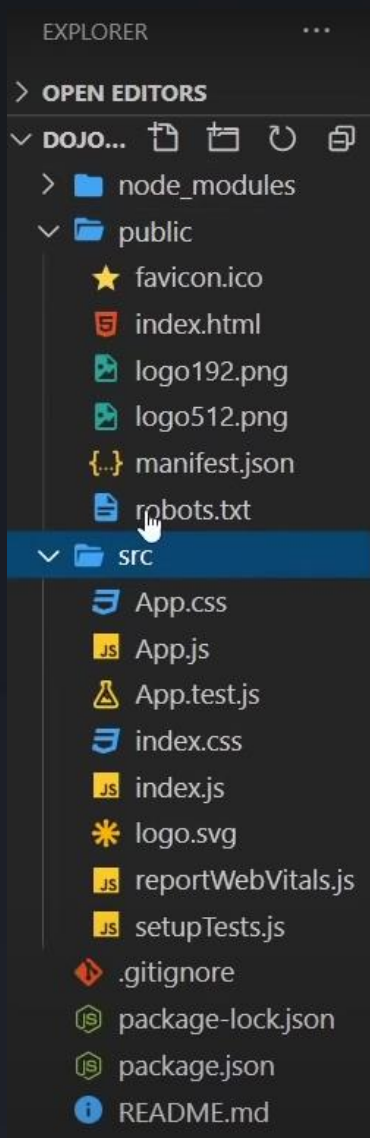 EXPLORER
OPEN EDITORS
DOJO...
node_modules
public
favicon.ico
index.html
logo192.png
logo512.png
manifest.json
robots.txt
src
App.css
App.js
App.test.js
index.css
index.js
logo.svg
reportWebVitals.js
setupTests.js
.gitignore
package-lock.json
package.json
README.md